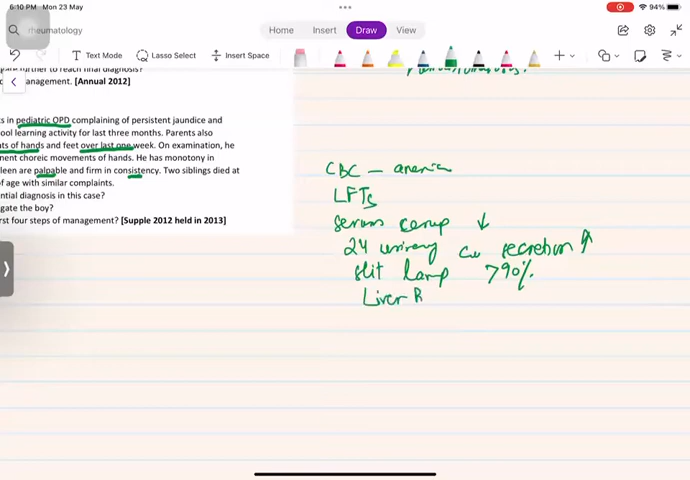 6:10 PM Mon 23 May
94%
rheumatology
Home Insert Draw View
Text Mode Lasso Select Insert Space
anagement. [Annual 2012]
s in pediatric OPD complaining of persistent jaundice and
ool learning activity for last three months. Parents also
ts of hands and feet over last one week. On examination, he
nent choreic movements of hands. He has monotony in
leen are palpable and firm in consistency. Two siblings died at
f age with similar complaints.
ntial diagnosis in this case?
gate the boy?
rst four steps of management? [Supple 2012 held in 2013]
CBC - anemia
LFTs
serum cerup ↓
24 urinary cu secretion ↑
slit lamp >90%
Liver B